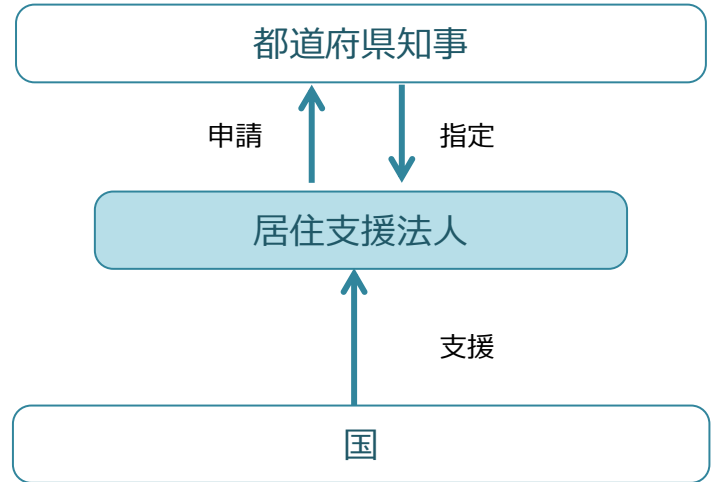 都道府県知事
申請
指定
居住支援法人
支援
国